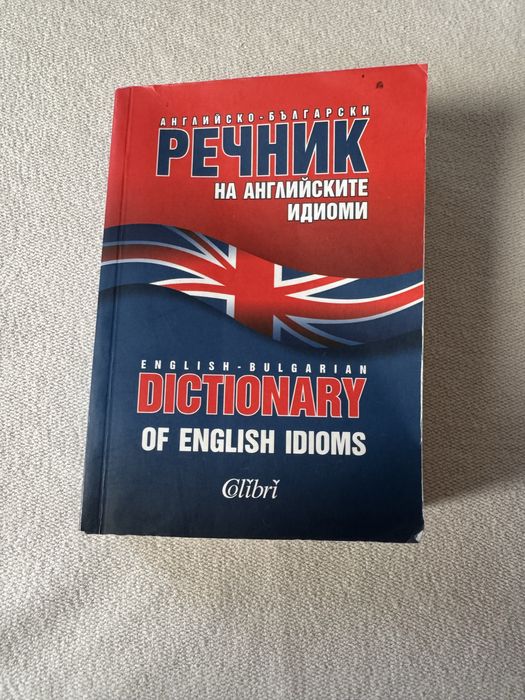 АНГЛИЙСКО-БЪЛГАРСКИ
РЕЧНИК
НА АНГЛИЙСКИТЕ
ИДИОМИ
ENGLISH-BULGARIAN
DICTIONARY
OF ENGLISH IDIOMS
Colibri